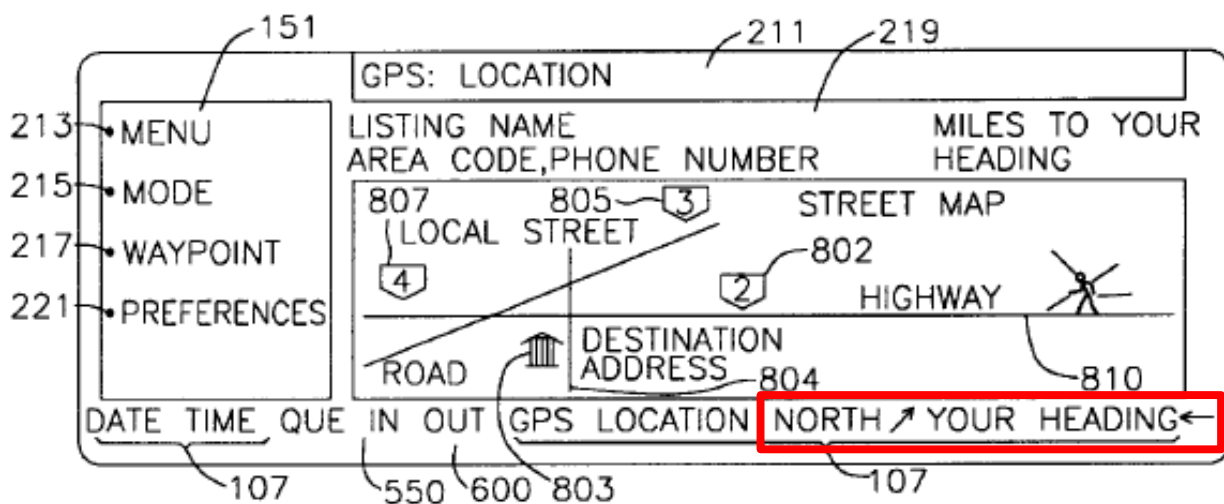 151
211
219
GPS: LOCATION
213 MENU
LISTING NAME
MILES TO YOUR
AREA CODE,PHONE NUMBER
HEADING
215 MODE
807
805
3
STREET MAP
LOCAL STREET
217 WAYPOINT
802
4
2
HIGHWAY
221 PREFERENCES
DESTINATION
ADDRESS
ROAD
804
810
DATE TIME QUE IN OUT GPS LOCATION NORTH ↗ YOUR HEADING ←
107
550
600
803
107